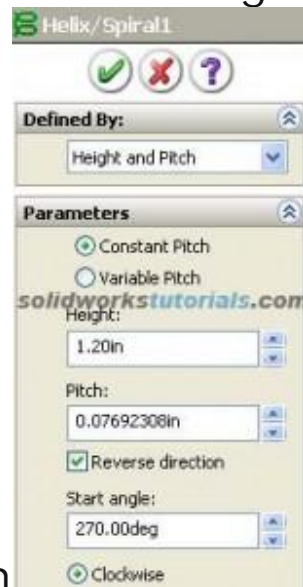 Helix/Spiral1
?
Defined By:
Height and Pitch
Parameters
Constant Pitch
Variable Pitch
solidworkstutorials.com
Height:
1.20in
Pitch:
0.07692308in
Reverse direction
Start angle:
270.00deg
Clockwise